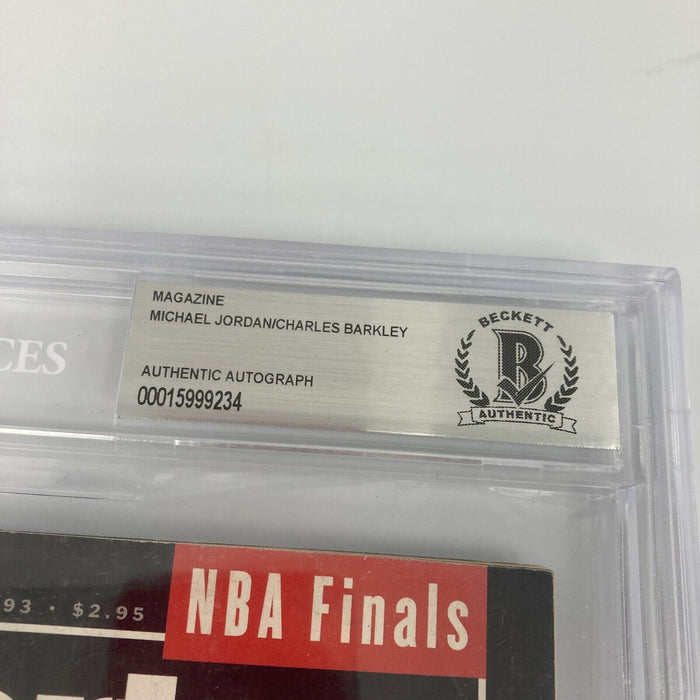 MAGAZINE
MICHAEL JORDAN/CHARLES BARKLEY
AUTHENTIC AUTOGRAPH
00015999234
BECKETT
B
AUTHENTIC
CES
93 · $2.95
NBA Finals